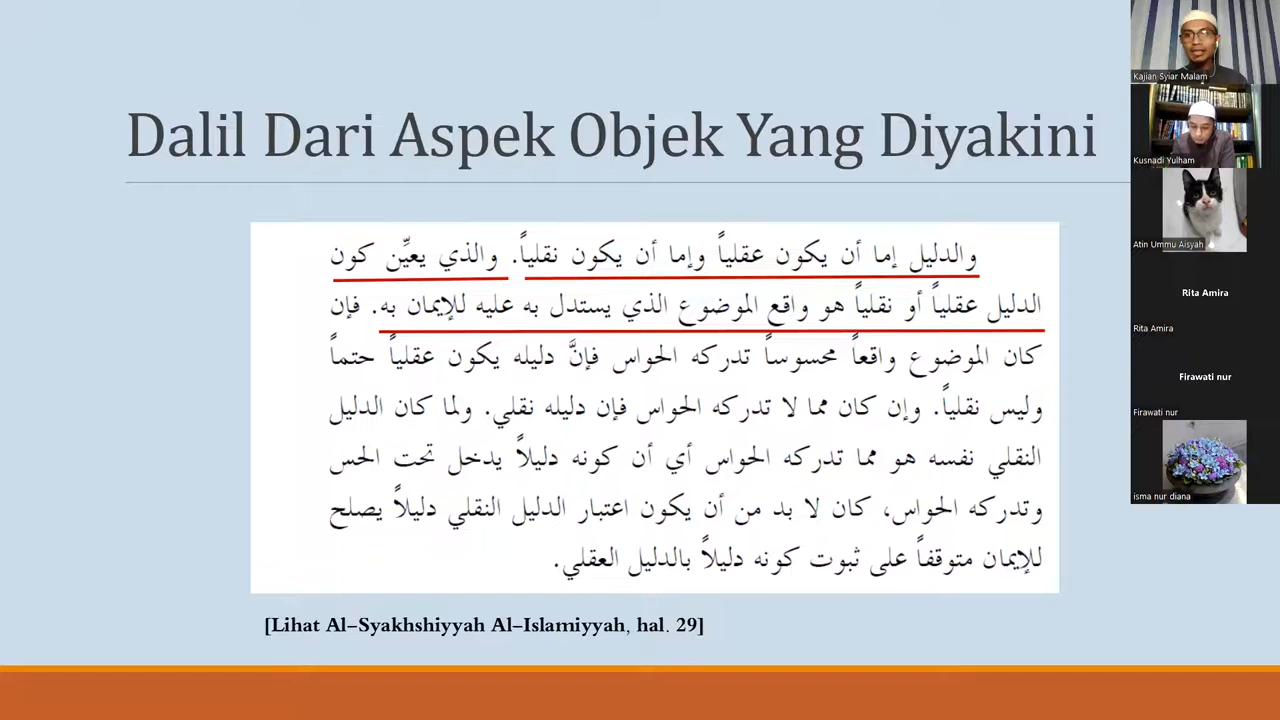 Dalil Dari Aspek Objek Yang Diyakini
والدليل إما أن يكون عقلياً وإما أن يكون نقلياً. والذي يعيِّن كون
الدليل عقلياً أو نقلياً هو واقع الموضوع الذي يستدل به عليه للإيمان به. فإن
كان الموضوع واقعاً محسوساً تدركه الحواس فإنَّ دليله يكون عقلياً حتماً
وليس نقلياً. وإن كان مما لا تدركه الحواس فإن دليله نقلي. ولما كان الدليل
النقلي نفسه هو مما تدركه الحواس أي أن كونه دليلاً يدخل تحت الحس
وتدركه الحواس، كان لا بد من أن يكون اعتبار الدليل النقلي دليلاً يصلح
للإيمان متوقفاً على ثبوت كونه دليلاً بالدليل العقلي.
[Lihat Al-Syakhshiyyah Al-Islamiyyah, hal. 29]
Kajian Syiar Malam
Kusnadi Yulham
Atin Ummu Aisyah
Rita Amira
Rita Amira
Firawati nur
Firawati nur
isma nur diana